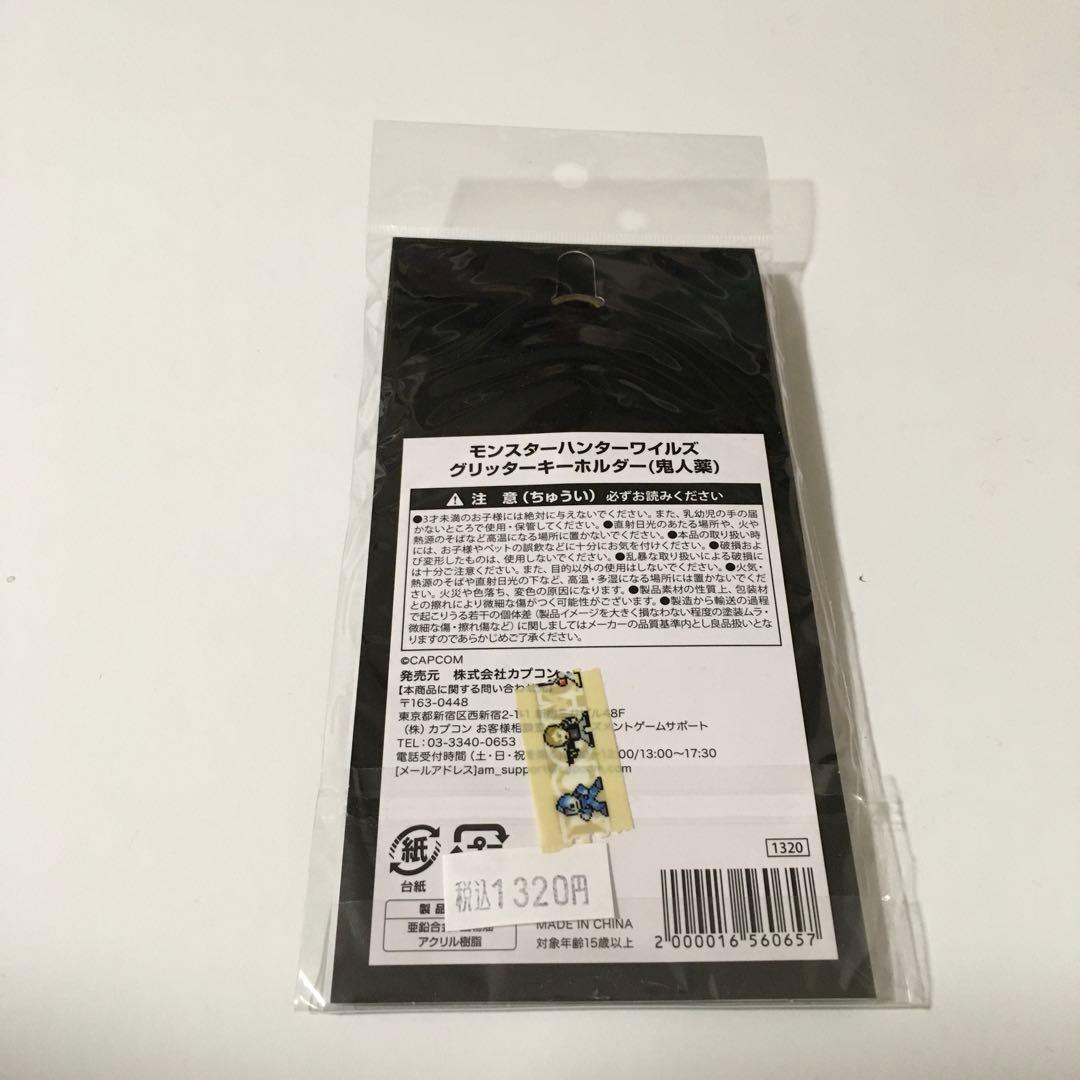 モンスターハンターワイルズ
グリッターキーホルダー(鬼人薬)
注 意(ちゅうい) 必ずお読みください
●3才未満のお子様には絶対に与えないでください。また、乳幼児の手の届
かないところで使用・保管してください。●直射日光のあたる場所や、火や
熱源のそばなど高温になる場所に置かないでください。●本品の取り扱い時
には、お子様やペットの誤飲などに十分にお気を付けください。●破損およ
び変形したものは、使用しないでください。●乱暴な取り扱いによる破損に
は十分ご注意ください。また、目的以外の使用はしないでください。●火気・
熱源のそばや直射日光の下など、高温・多湿になる場所には置かないでくだ
さい。火災や色落ち、変色の原因になります。●製品素材の性質上、包装材
との擦れにより微細な傷がつく可能性がございます。●製造から輸送の過程
で起こりうる若干の個体差(製品イメージを大きく損なわない程度の塗装ムラ・
微細な傷・擦れ傷など)に関しましてはメーカーの品質基準内とし良品扱いとな
りますのであらかじめご了承ください。
©CAPCOM
発売元 株式会社カプコン
【本商品に関する問い合わ
〒163-0448
東京都新宿区西新宿2-1-1 ル48F
(株)カプコン お客様相 メントゲームサポート
TEL:03-3340-0653
電話受付時間(土・日・祝 12:00/13:00～17:30
[メールアドレス]am_suppor .com
紙
台紙
1320
税込1320円
製品
亜鉛合金
アクリル樹脂
MADE IN CHINA
対象年齢15歳以上
2000016560657